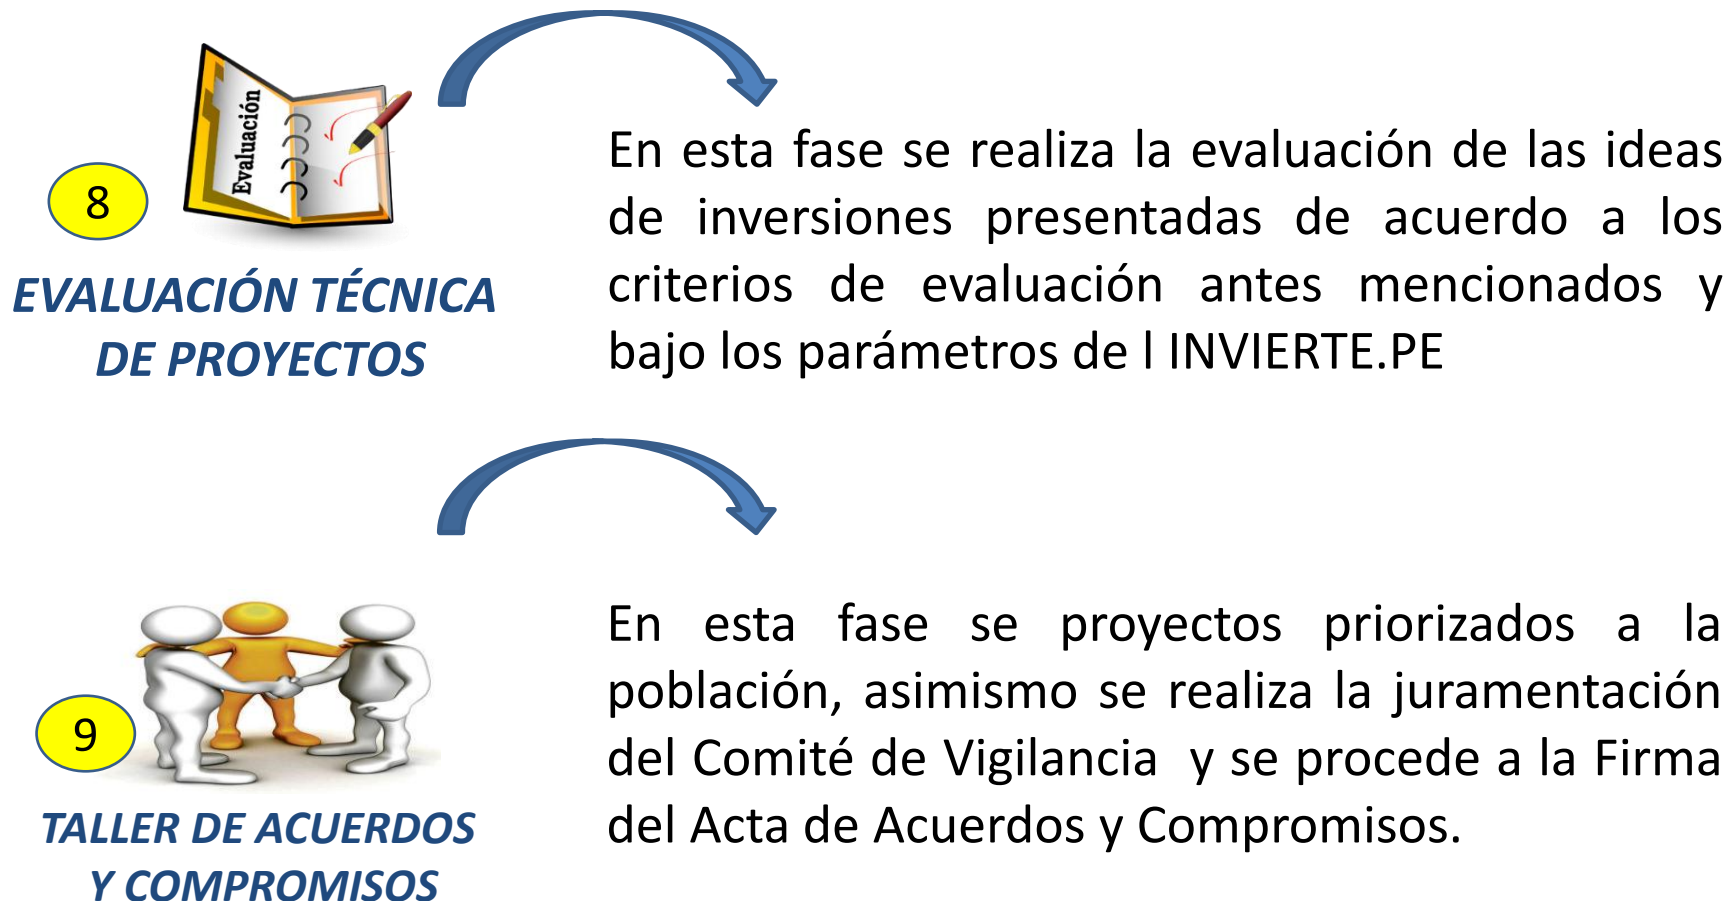 Evaluación
8
EVALUACIÓN TÉCNICA
DE PROYECTOS
En esta fase se realiza la evaluación de las ideas
de inversiones presentadas de acuerdo a los
criterios de evaluación antes mencionados y
bajo los parámetros de l INVIERTE.PE
9
TALLER DE ACUERDOS
Y COMPROMISOS
En esta fase se proyectos priorizados a la
población, asimismo se realiza la juramentación
del Comité de Vigilancia y se procede a la Firma
del Acta de Acuerdos y Compromisos.